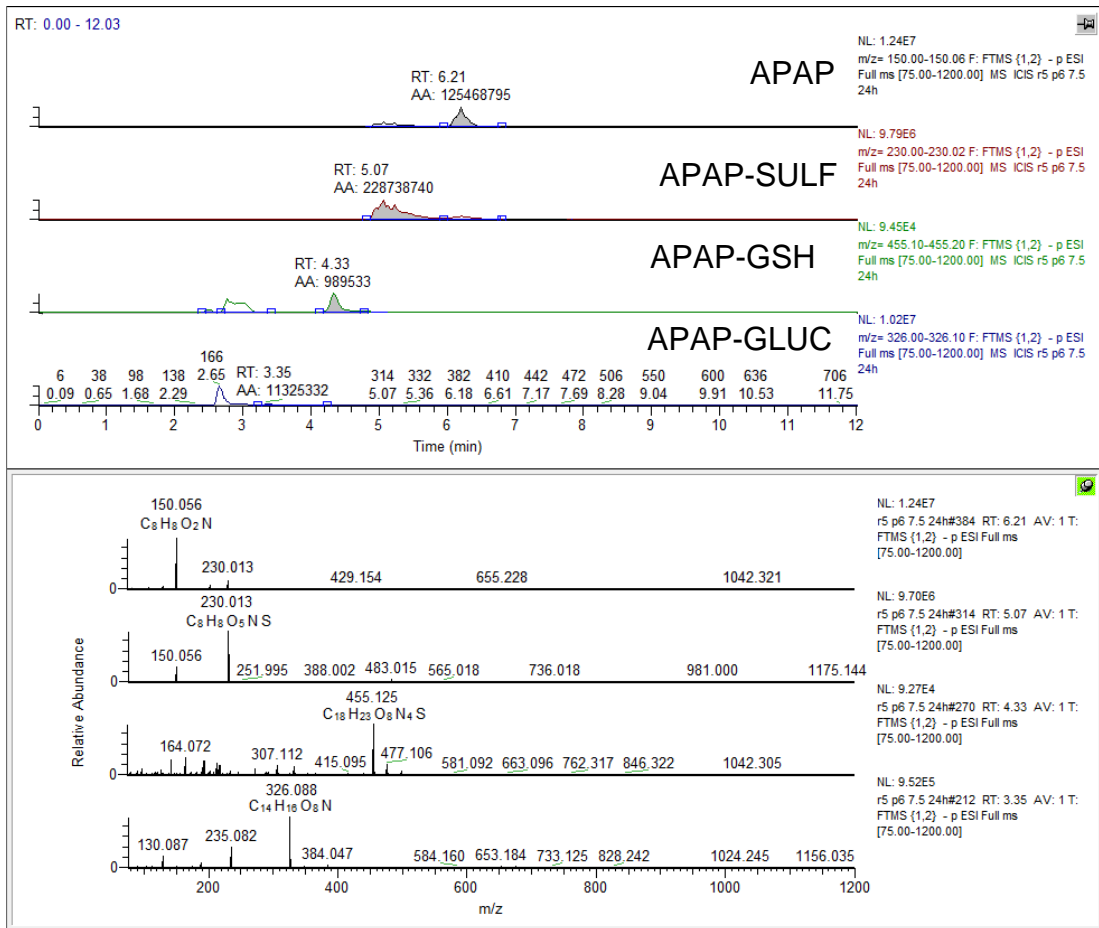 RT: 0.00 - 12.03
NL: 1.24E7
m/z= 150.00-150.06 F: FTMS {1,2} - p ESI
Full ms [75.00-1200.00] MS ICIS r5 p6 7.5
24h
RT: 6.21
AA: 125468795
APAP
NL: 9.79E6
m/z= 230.00-230.02 F: FTMS {1,2} - p ESI
Full ms [75.00-1200.00] MS ICIS r5 p6 7.5
24h
RT: 5.07
AA: 228738740
APAP-SULF
NL: 9.45E4
m/z= 455.10-455.20 F: FTMS {1,2} - p ESI
Full ms [75.00-1200.00] MS ICIS r5 p6 7.5
24h
RT: 4.33
AA: 989533
APAP-GSH
NL: 1.02E7
m/z= 326.00-326.10 F: FTMS {1,2} - p ESI
Full ms [75.00-1200.00] MS ICIS r5 p6 7.5
24h
APAP-GLUC
RT: 3.35
AA: 11325332
6 38 98 138 166 314 332 382 410 442 472 506 550 600 636 706
0.09 0.65 1.68 2.29 2.65 5.07 5.36 6.18 6.61 7.17 7.69 8.28 9.04 9.91 10.53 11.75
0 1 2 3 4 5 6 7 8 9 10 11 12
Time (min)
NL: 1.24E7
r5 p6 7.5 24h#384 RT: 6.21 AV: 1 T:
FTMS {1,2} - p ESI Full ms
[75.00-1200.00]
150.056
C8H8O2N
230.013 429.154 655.228 1042.321
0
NL: 9.70E6
r5 p6 7.5 24h#314 RT: 5.07 AV: 1 T:
FTMS {1,2} - p ESI Full ms
[75.00-1200.00]
230.013
C8H8O5NS
150.056 251.995 388.002 483.015 565.018 736.018 981.000 1175.144
0
NL: 9.27E4
r5 p6 7.5 24h#270 RT: 4.33 AV: 1 T:
FTMS {1,2} - p ESI Full ms
[75.00-1200.00]
455.125
C18H23O8N4S
164.072 307.112 415.095 477.106 581.092 663.096 762.317 846.322 1042.305
0
NL: 9.52E5
r5 p6 7.5 24h#212 RT: 3.35 AV: 1 T:
FTMS {1,2} - p ESI Full ms
[75.00-1200.00]
326.088
C14H16O8N
130.087 235.082 384.047 584.160 653.184 733.125 828.242 1024.245 1156.035
0
Relative Abundance
200 400 600 800 1000 1200
m/z